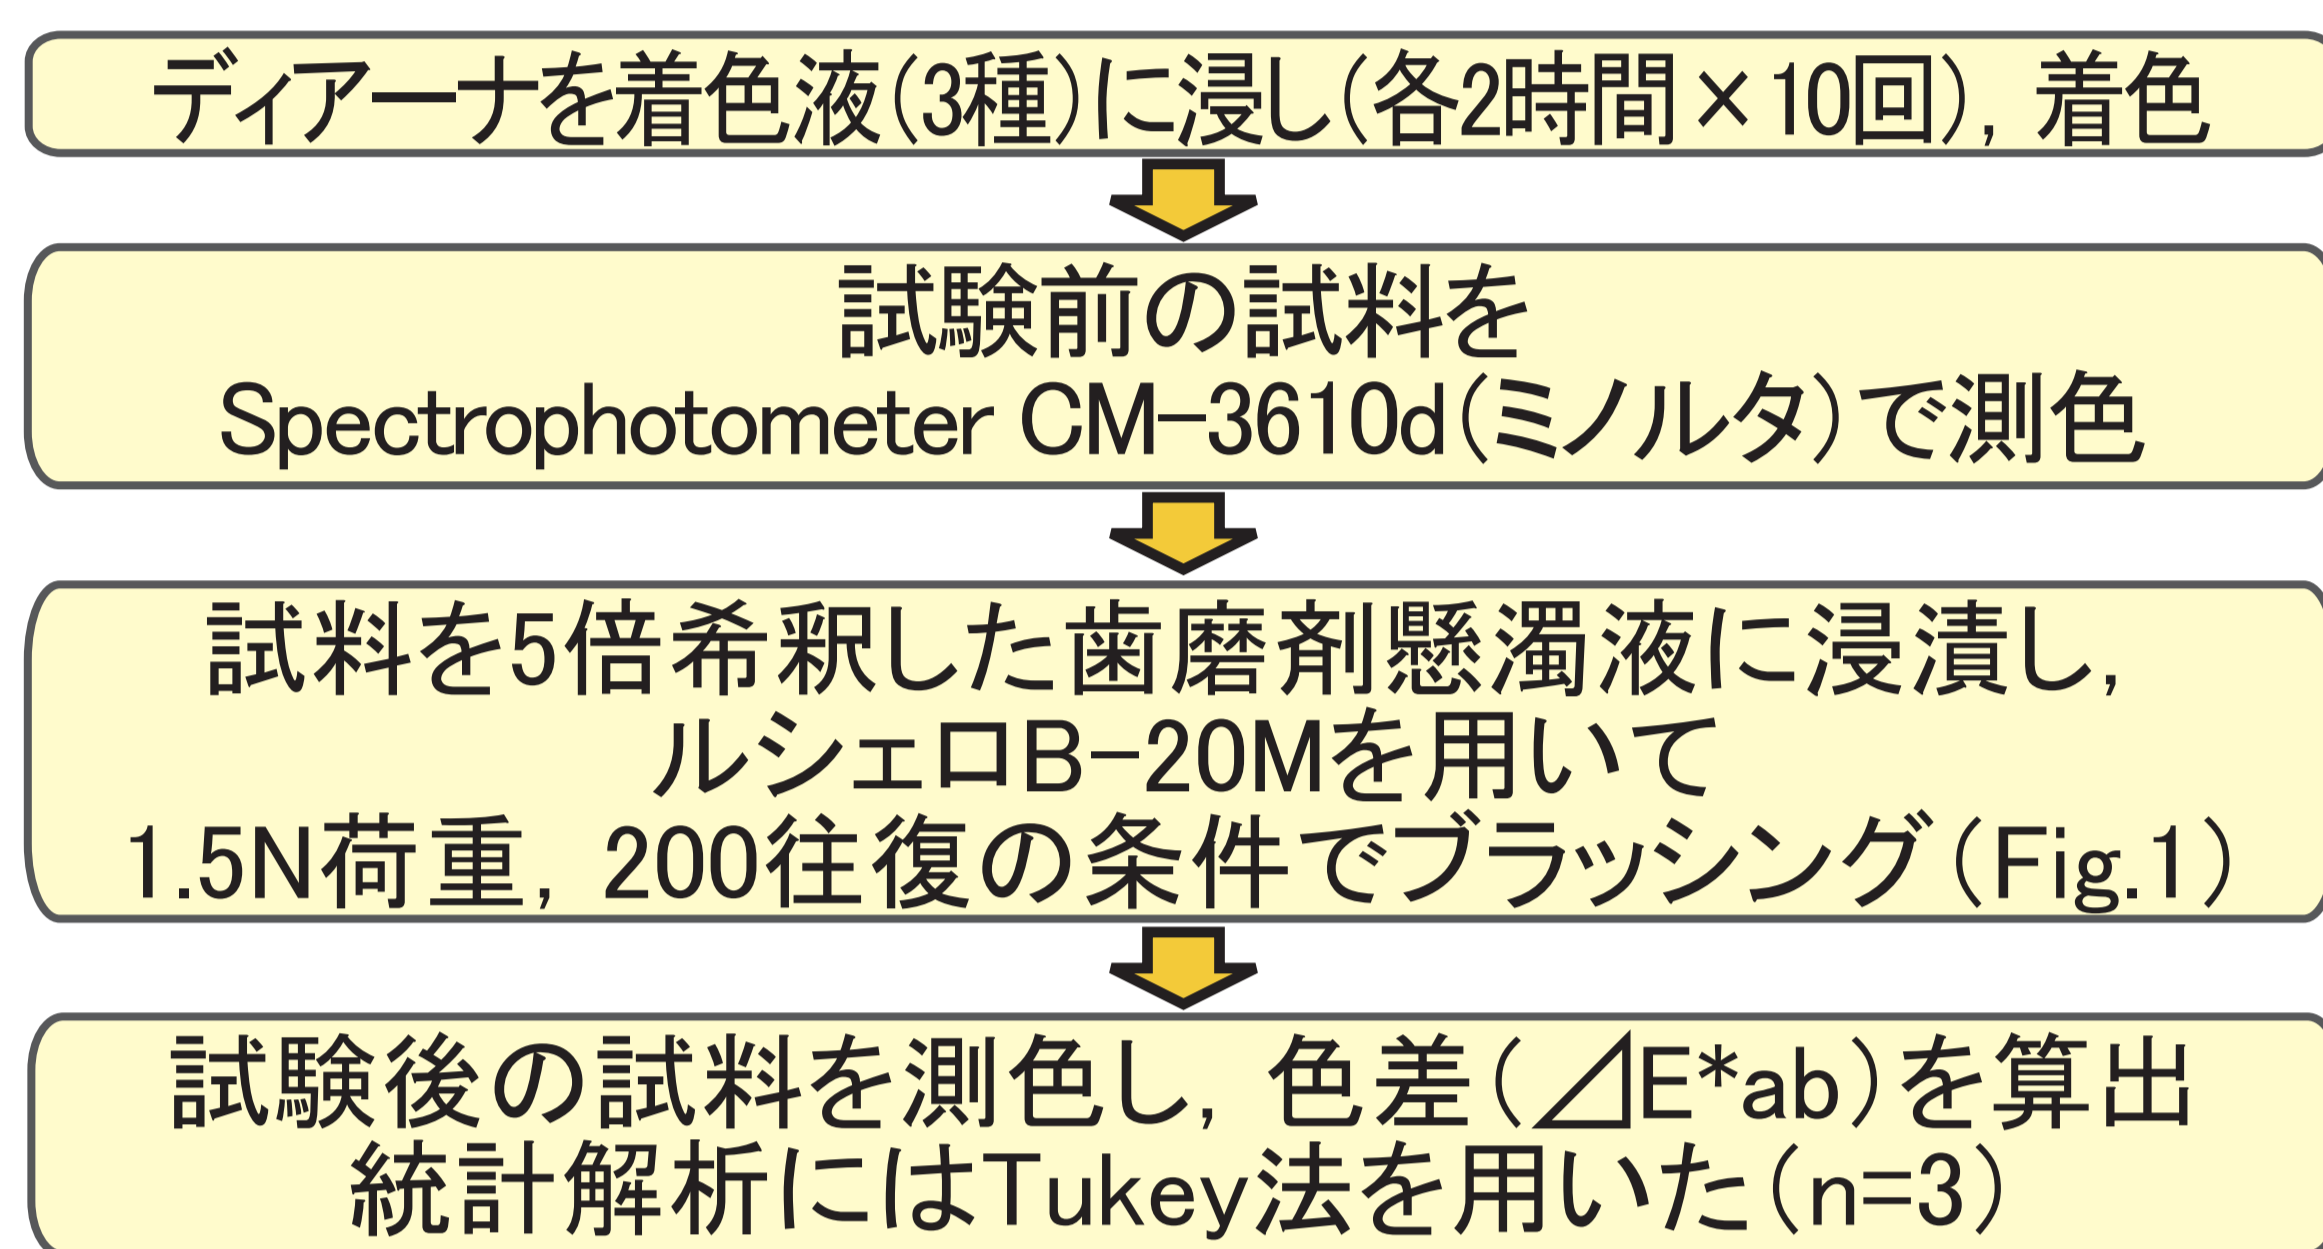 ディアーナを着色液(3種)に浸し(各2時間×10回), 着色
試験前の試料を
Spectrophotometer CM-3610d(ミノルタ)で測色
試料を5倍希釈した歯磨剤懸濁液に浸漬し,
ルシェロB-20Mを用いて
1.5N荷重, 200往復の条件でブラッシング(Fig.1)
試験後の試料を測色し, 色差(⊿E*ab)を算出
統計解析にはTukey法を用いた(n=3)